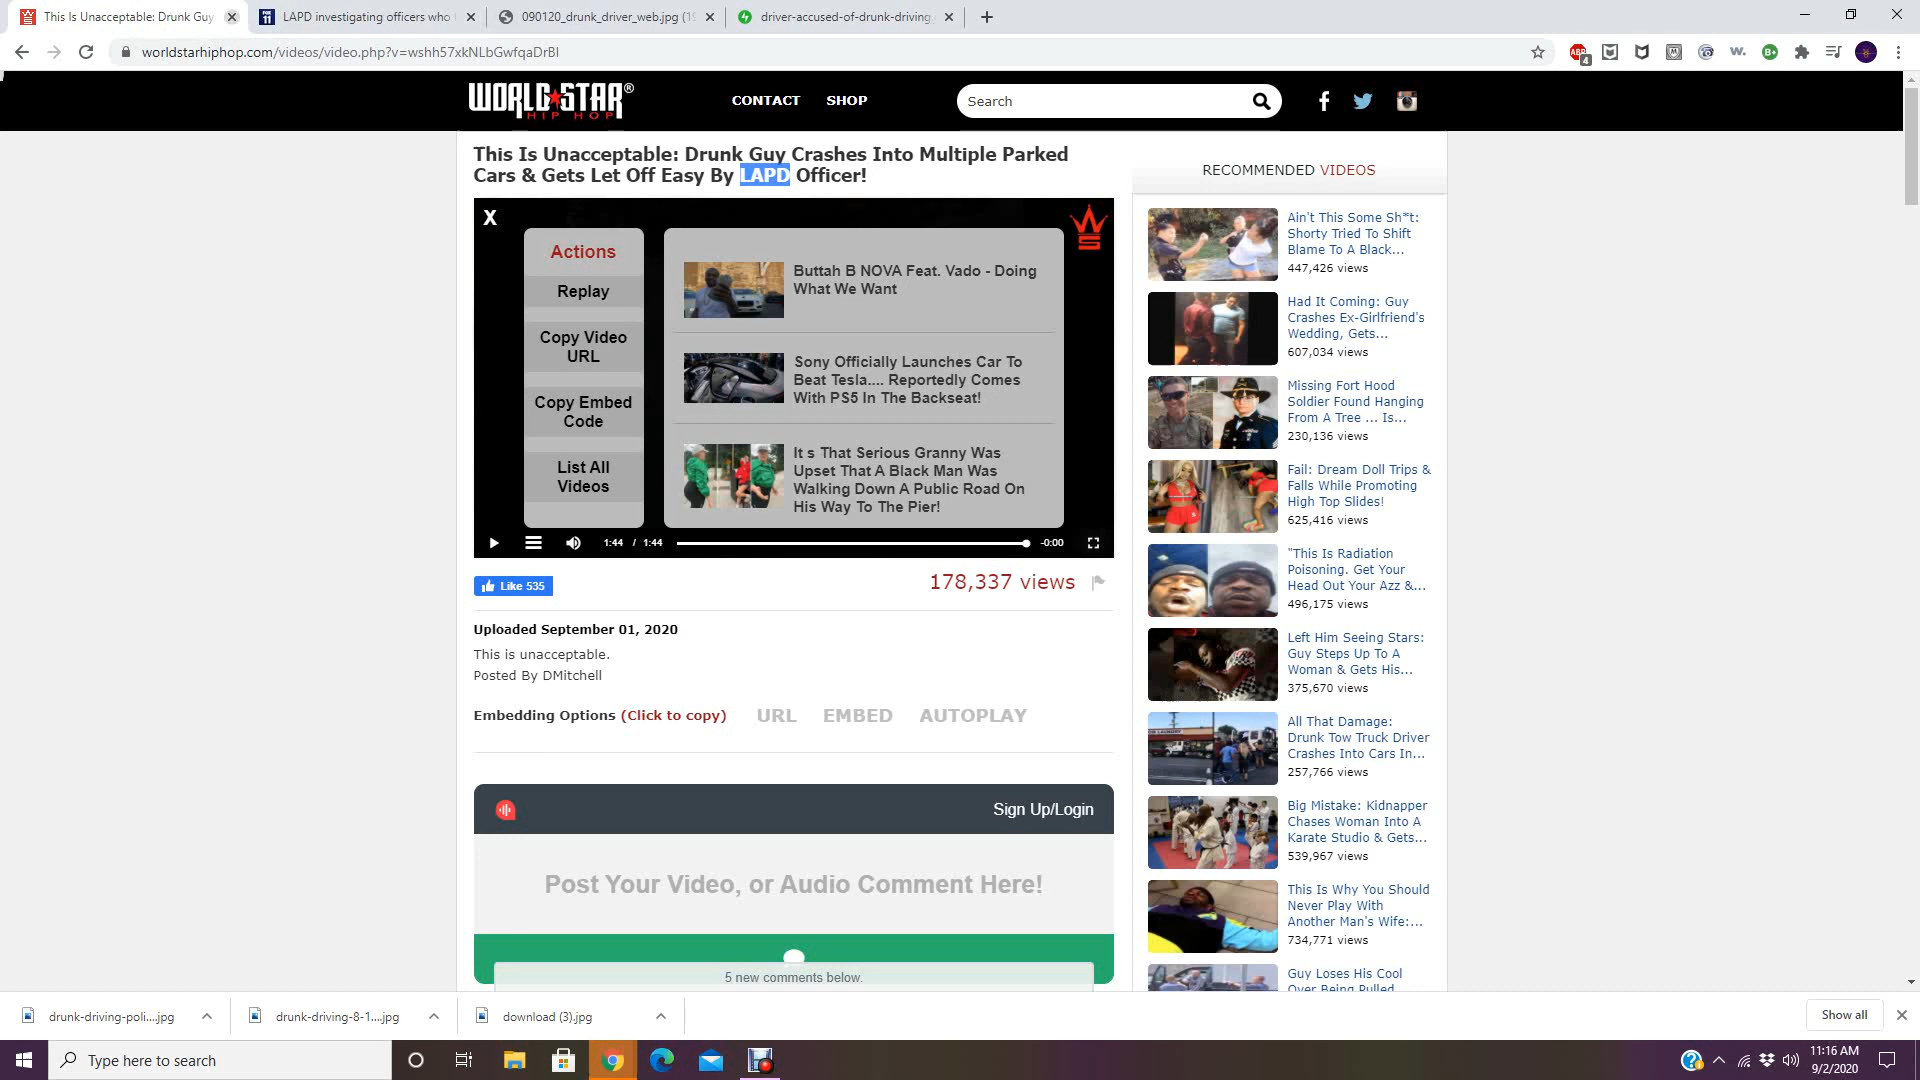 This Is Unacceptable: Drunk Guy
LAPD investigating officers who
090120_drunk_driver_web.jpg (1
driver-accused-of-drunk-driving
worldstarhiphop.com/videos/video.php?v=wshh57xkNLbGwfqaDrBI
WORLD STAR®
HIP HOP
CONTACT
SHOP
Search
This Is Unacceptable: Drunk Guy Crashes Into Multiple Parked
Cars & Gets Let Off Easy By LAPD Officer!
X
Actions
Replay
Copy Video
URL
Copy Embed
Code
List All
Videos
Buttah B NOVA Feat. Vado - Doing
What We Want
Sony Officially Launches Car To
Beat Tesla.... Reportedly Comes
With PS5 In The Backseat!
It s That Serious Granny Was
Upset That A Black Man Was
Walking Down A Public Road On
His Way To The Pier!
1:44 / 1:44
-0:00
Like 535
178,337 views
Uploaded September 01, 2020
This is unacceptable.
Posted By DMitchell
Embedding Options (Click to copy) URL EMBED AUTOPLAY
Sign Up/Login
Post Your Video, or Audio Comment Here!
5 new comments below.
RECOMMENDED VIDEOS
Ain't This Some Sh*t:
Shorty Tried To Shift
Blame To A Black...
447,426 views
Had It Coming: Guy
Crashes Ex-Girlfriend's
Wedding, Gets...
607,034 views
Missing Fort Hood
Soldier Found Hanging
From A Tree ... Is...
230,136 views
Fail: Dream Doll Trips &
Falls While Promoting
High Top Slides!
625,416 views
"This Is Radiation
Poisoning. Get Your
Head Out Your Azz &...
496,175 views
Left Him Seeing Stars:
Guy Steps Up To A
Woman & Gets His...
375,670 views
All That Damage:
Drunk Tow Truck Driver
Crashes Into Cars In...
257,766 views
Big Mistake: Kidnapper
Chases Woman Into A
Karate Studio & Gets...
539,967 views
This Is Why You Should
Never Play With
Another Man's Wife:...
734,771 views
Guy Loses His Cool
Over Being Pulled
drunk-driving-poli....jpg
drunk-driving-8-1....jpg
download (3).jpg
Show all
Type here to search
11:16 AM
9/2/2020